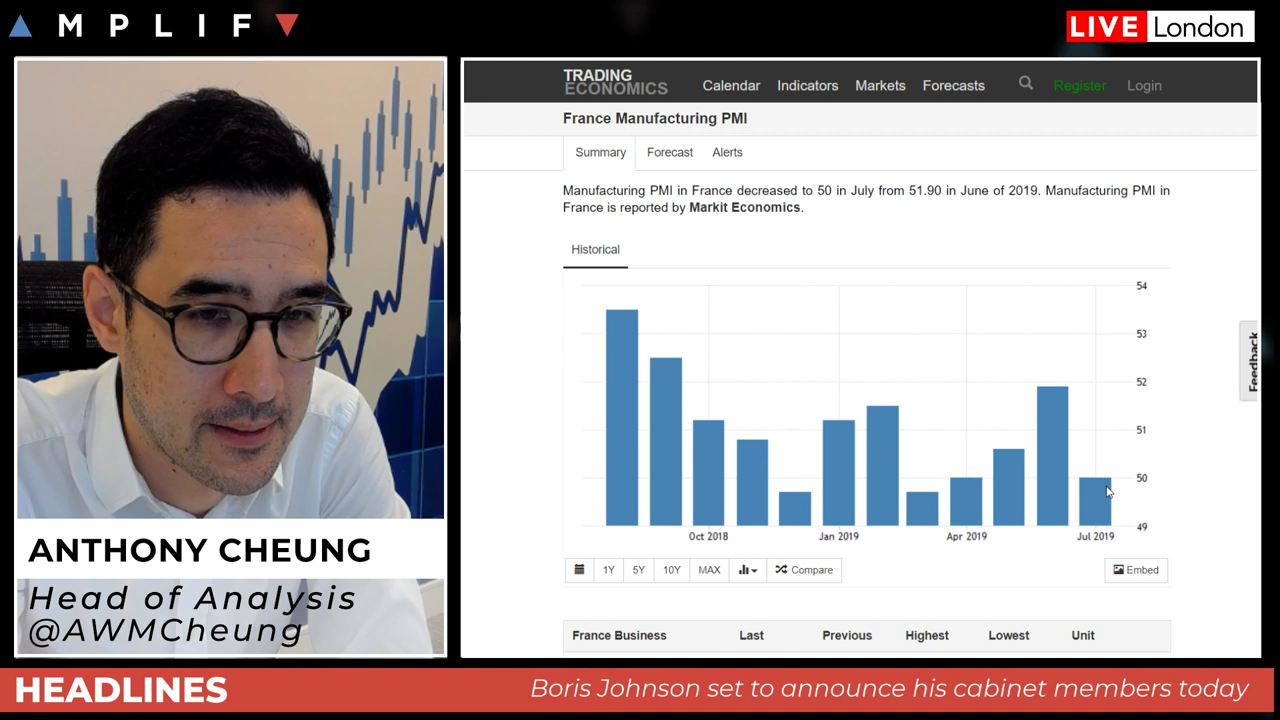 MPLIF
LIVE London
TRADING
ECONOMICS
Calendar Indicators Markets Forecasts Register Login
France Manufacturing PMI
Summary Forecast Alerts
Manufacturing PMI in France decreased to 50 in July from 51.90 in June of 2019. Manufacturing PMI in
France is reported by Markit Economics.
Historical
54
53
52
51
50
49
Oct 2018 Jan 2019 Apr 2019 Jul 2019
1Y 5Y 10Y MAX Compare Embed
Feedback
France Business Last Previous Highest Lowest Unit
ANTHONY CHEUNG
Head of Analysis
@AWMCheung
HEADLINES Boris Johnson set to announce his cabinet members today